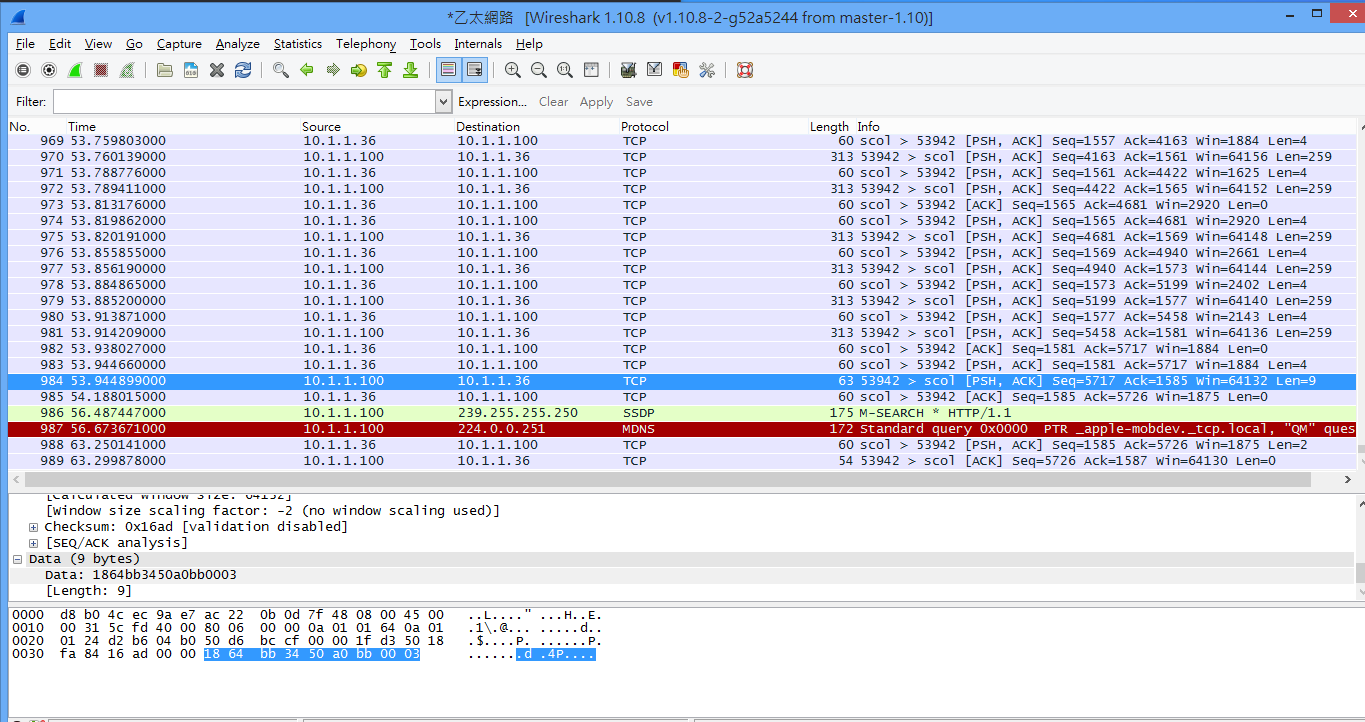 *乙太網路 [Wireshark 1.10.8 (v1.10.8-2-g52a5244 from master-1.10)]
File Edit View Go Capture Analyze Statistics Telephony Tools Internals Help
Filter: Expression... Clear Apply Save
No. Time Source Destination Protocol Length Info
969 53.759803000 10.1.1.36 10.1.1.100 TCP 60 scol > 53942 [PSH, ACK] Seq=1557 Ack=4163 Win=1884 Len=4
970 53.760139000 10.1.1.100 10.1.1.36 TCP 313 53942 > scol [PSH, ACK] Seq=4163 Ack=1561 Win=64156 Len=259
971 53.788776000 10.1.1.36 10.1.1.100 TCP 60 scol > 53942 [PSH, ACK] Seq=1561 Ack=4422 Win=1625 Len=4
972 53.789411000 10.1.1.100 10.1.1.36 TCP 313 53942 > scol [PSH, ACK] Seq=4422 Ack=1565 Win=64152 Len=259
973 53.813176000 10.1.1.36 10.1.1.100 TCP 60 scol > 53942 [ACK] Seq=1565 Ack=4681 Win=2920 Len=0
974 53.819862000 10.1.1.36 10.1.1.100 TCP 60 scol > 53942 [PSH, ACK] Seq=1565 Ack=4681 Win=2920 Len=4
975 53.820191000 10.1.1.100 10.1.1.36 TCP 313 53942 > scol [PSH, ACK] Seq=4681 Ack=1569 Win=64148 Len=259
976 53.855855000 10.1.1.36 10.1.1.100 TCP 60 scol > 53942 [PSH, ACK] Seq=1569 Ack=4940 Win=2661 Len=4
977 53.856190000 10.1.1.100 10.1.1.36 TCP 313 53942 > scol [PSH, ACK] Seq=4940 Ack=1573 Win=64144 Len=259
978 53.884865000 10.1.1.36 10.1.1.100 TCP 60 scol > 53942 [PSH, ACK] Seq=1573 Ack=5199 Win=2402 Len=4
979 53.885200000 10.1.1.100 10.1.1.36 TCP 313 53942 > scol [PSH, ACK] Seq=5199 Ack=1577 Win=64140 Len=259
980 53.913871000 10.1.1.36 10.1.1.100 TCP 60 scol > 53942 [PSH, ACK] Seq=1577 Ack=5458 Win=2143 Len=4
981 53.914209000 10.1.1.100 10.1.1.36 TCP 313 53942 > scol [PSH, ACK] Seq=5458 Ack=1581 Win=64136 Len=259
982 53.938027000 10.1.1.36 10.1.1.100 TCP 60 scol > 53942 [ACK] Seq=1581 Ack=5717 Win=1884 Len=0
983 53.944660000 10.1.1.36 10.1.1.100 TCP 60 scol > 53942 [PSH, ACK] Seq=1581 Ack=5717 Win=1884 Len=4
984 53.944899000 10.1.1.100 10.1.1.36 TCP 63 53942 > scol [PSH, ACK] Seq=5717 Ack=1585 Win=64132 Len=9
985 54.188015000 10.1.1.36 10.1.1.100 TCP 60 scol > 53942 [ACK] Seq=1585 Ack=5726 Win=1875 Len=0
986 56.487447000 10.1.1.100 239.255.255.250 SSDP 175 M-SEARCH * HTTP/1.1
987 56.673671000 10.1.1.100 224.0.0.251 MDNS 172 Standard query 0x0000 PTR _apple-mobdev._tcp.local, "QM" ques
988 63.250141000 10.1.1.36 10.1.1.100 TCP 60 scol > 53942 [PSH, ACK] Seq=1585 Ack=5726 Win=1875 Len=2
989 63.299878000 10.1.1.100 10.1.1.36 TCP 54 53942 > scol [ACK] Seq=5726 Ack=1587 Win=64130 Len=0
[Calculated window size: 64132]
[Window size scaling factor: -2 (no window scaling used)]
Checksum: 0x16ad [validation disabled]
[SEQ/ACK analysis]
Data (9 bytes)
Data: 1864bb3450a0bb0003
[Length: 9]
0000 d8 b0 4c ec 9a e7 ac 22 0b 0d 7f 48 08 00 45 00 ..L...." ...H..E.
0010 00 31 5c fd 40 00 80 06 00 00 0a 01 01 64 0a 01 .1\.@... .....d..
0020 01 24 d2 b6 04 b0 50 d6 bc cf 00 00 1f d3 50 18 .$....P. ......P.
0030 fa 84 16 ad 00 00 18 64 bb 34 50 a0 bb 00 03 .......d .4P....